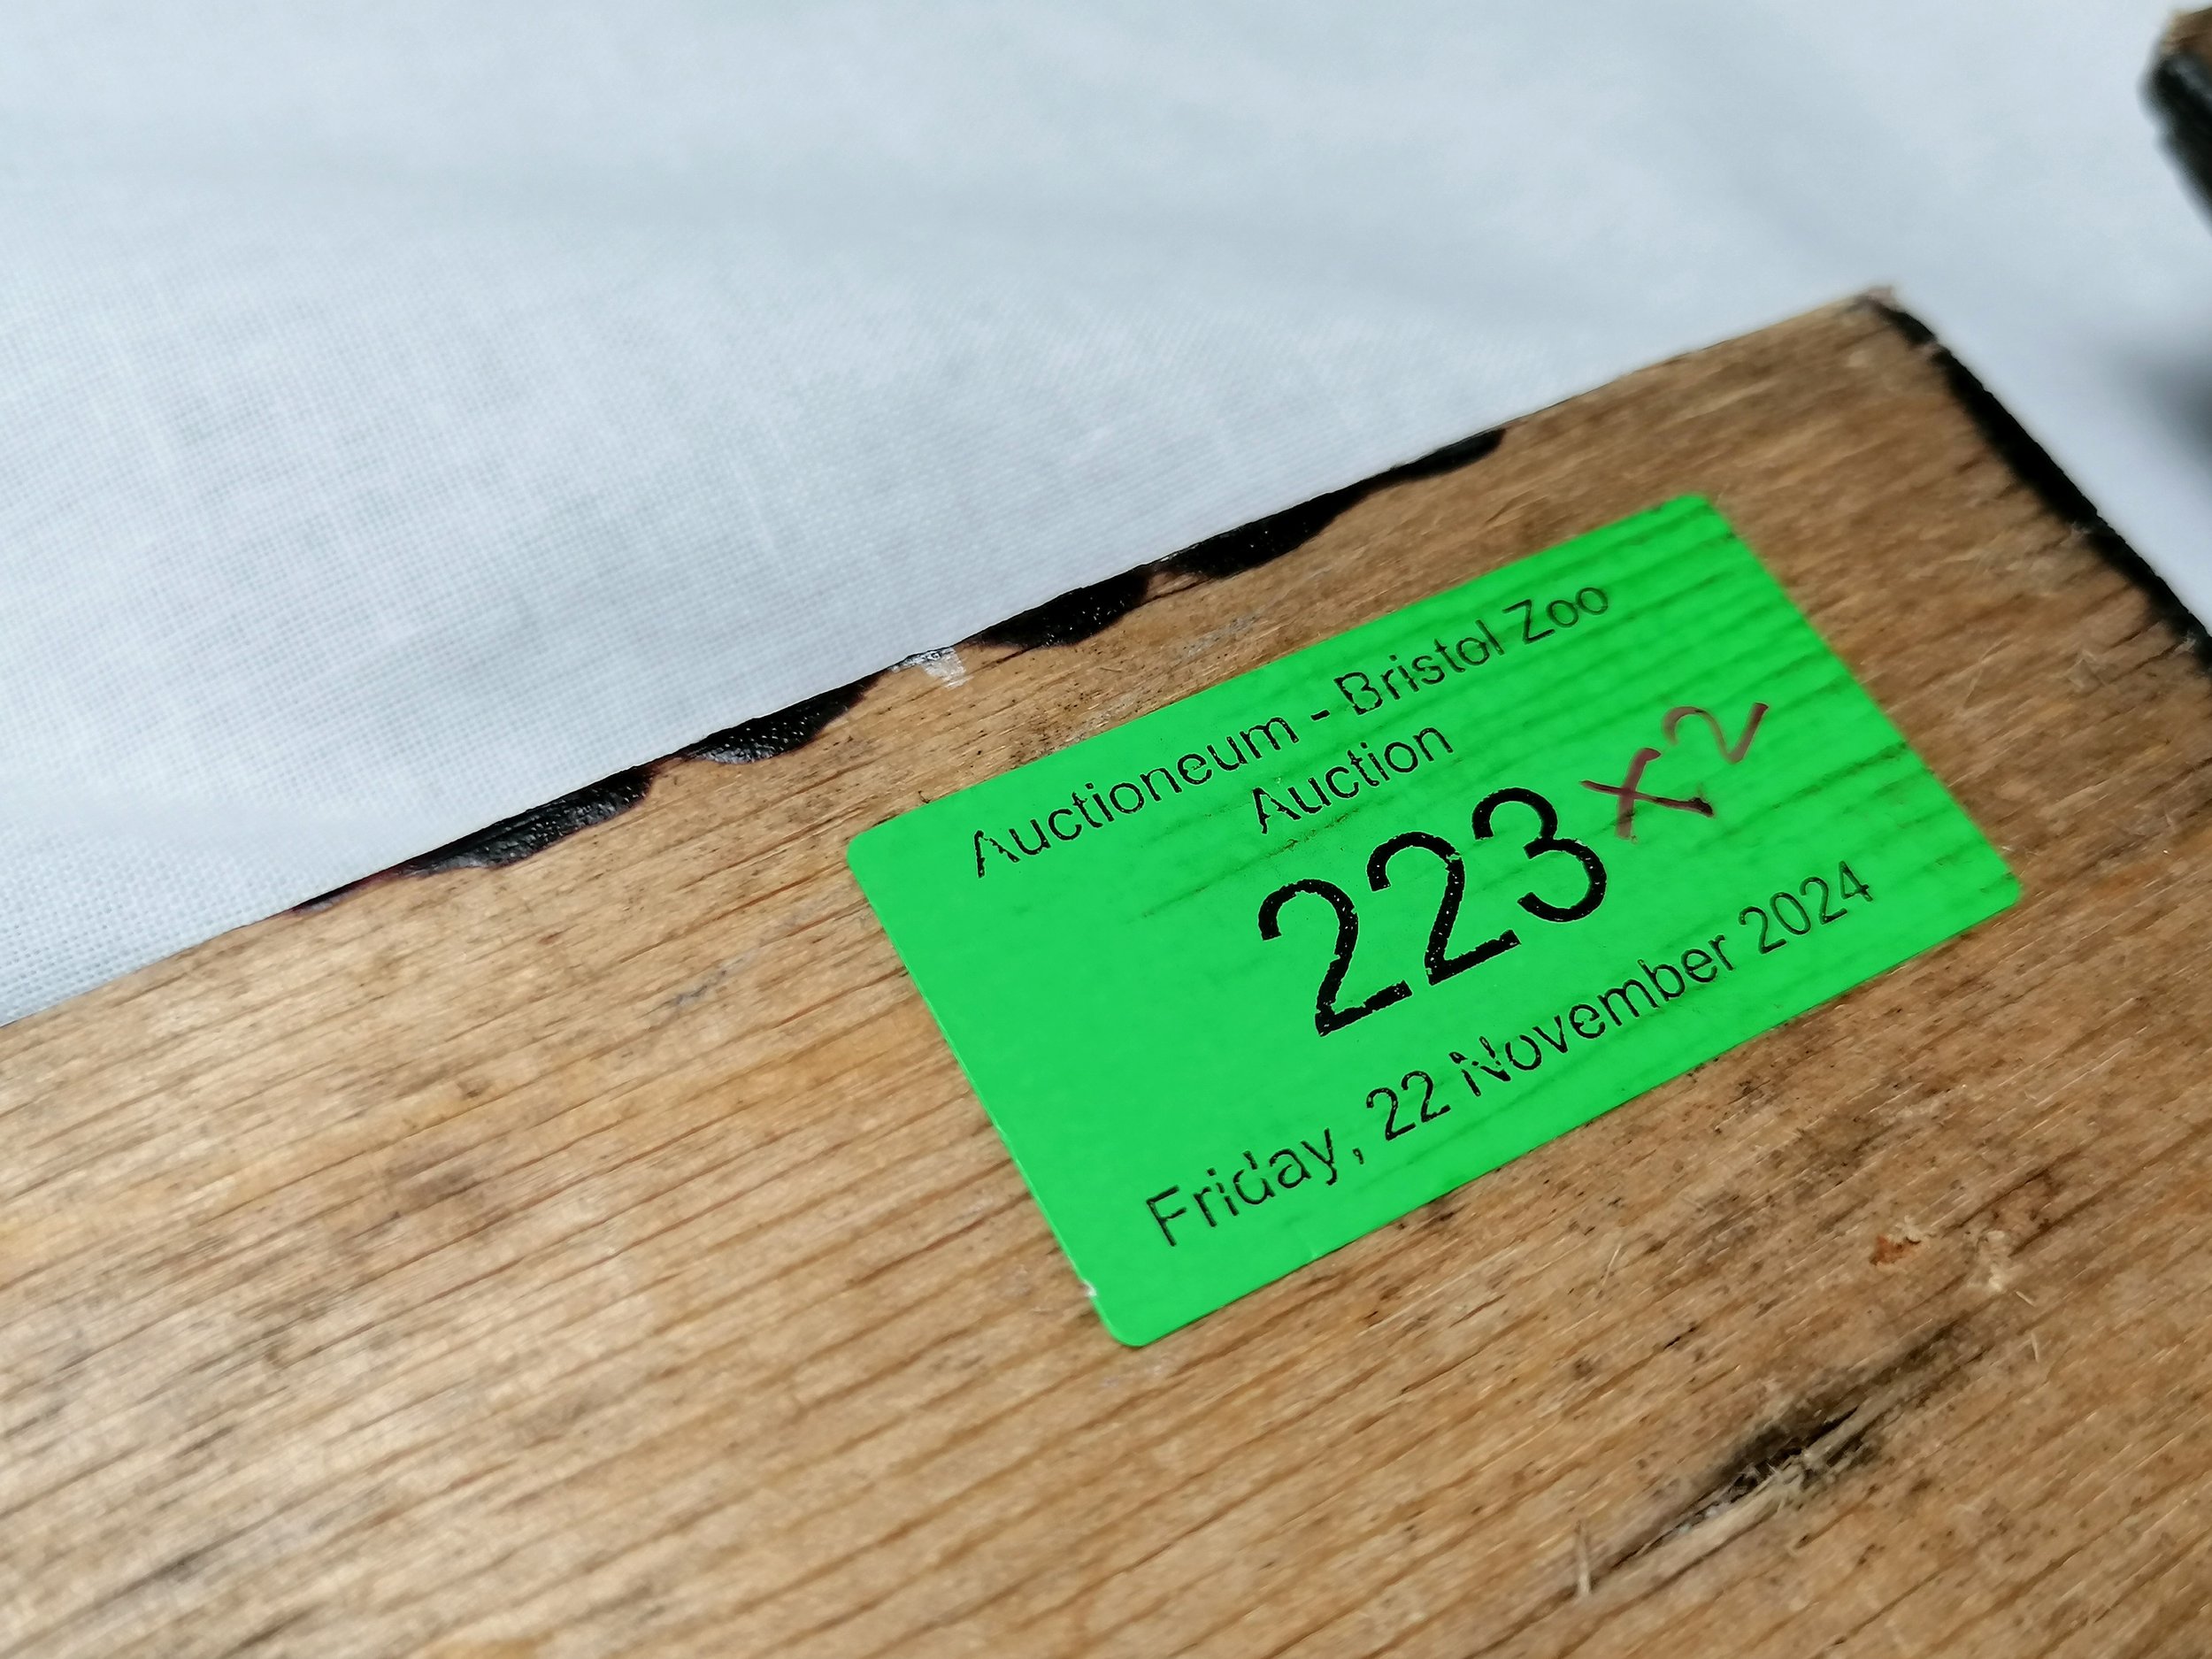 Auctioneum - Bristol Zoo
Auction
223 x2
Friday, 22 November 2024